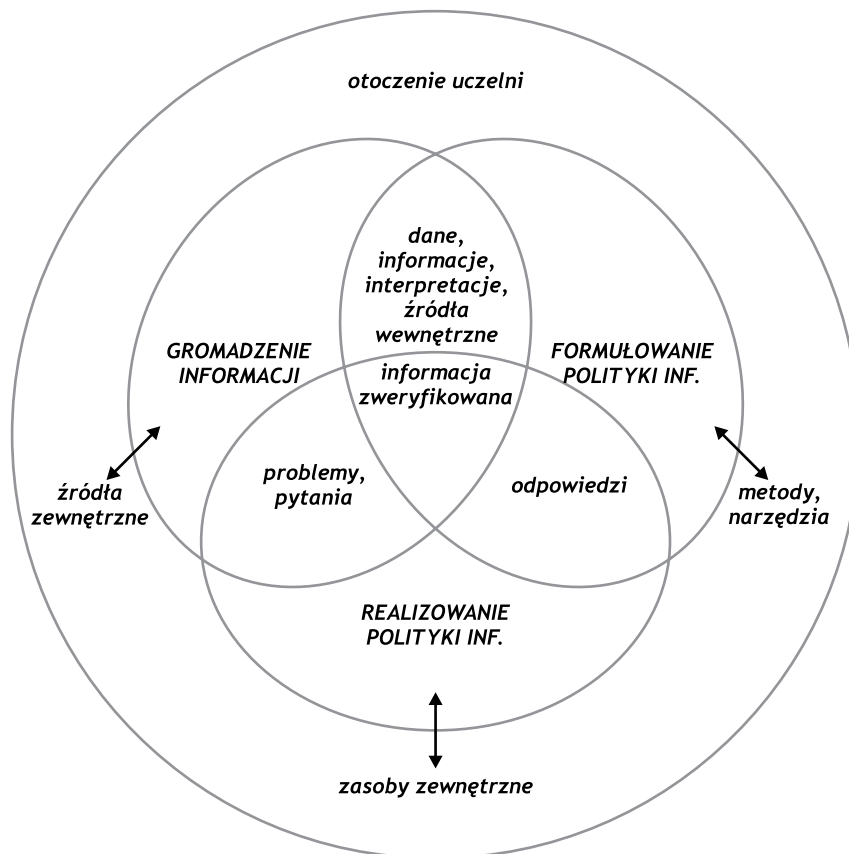 otoczenie uczelni
dane,
informacje,
interpretacje,
źródła
wewnętrzne
GROMADZENIE
INFORMACJI
FORMUŁOWANIE
POLITYKI INF.
informacja
zweryfikowana
problemy,
pytania
odpowiedzi
źródła
zewnętrzne
metody,
narzędzia
REALIZOWANIE
POLITYKI INF.
zasoby zewnętrzne